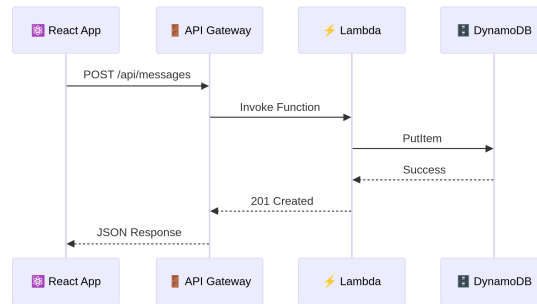 ⚛️ React App
🚪 API Gateway
⚡ Lambda
🗄️ DynamoDB
POST /api/messages
Invoke Function
PutItem
Success
201 Created
JSON Response
⚛️ React App
🚪 API Gateway
⚡ Lambda
🗄️ DynamoDB